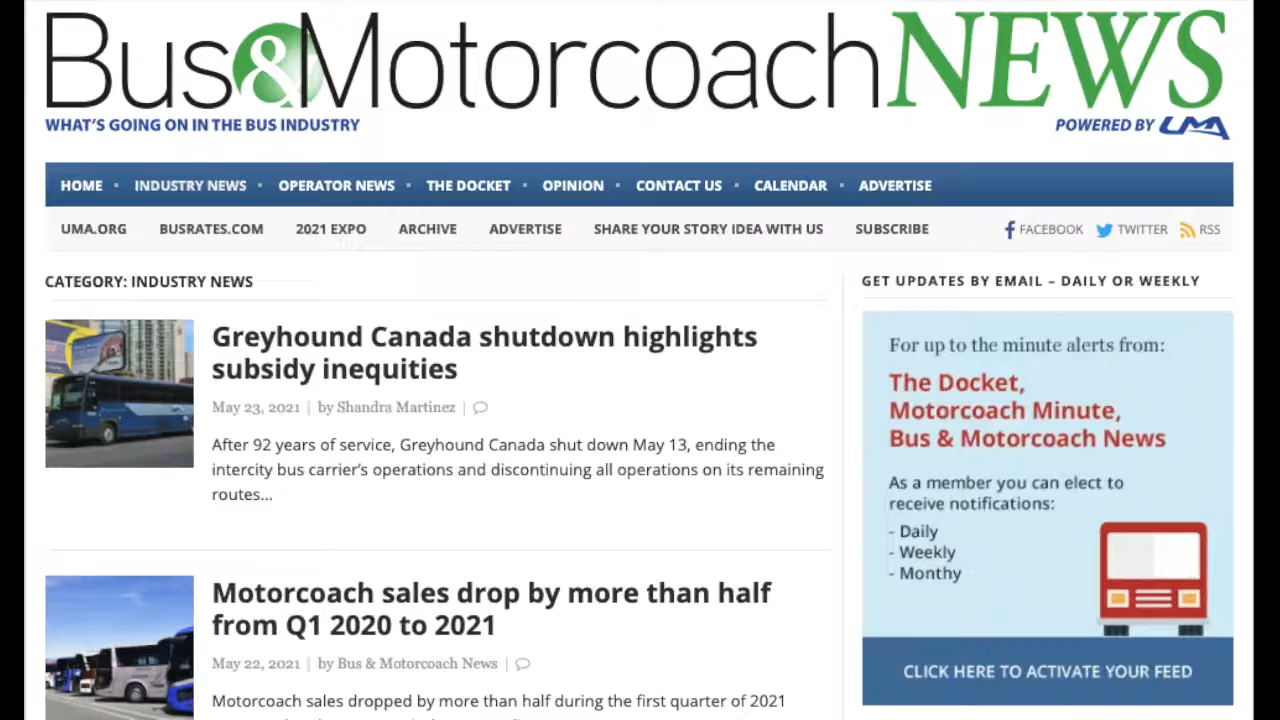 Bus&MotorcoachNEWS
WHAT'S GOING ON IN THE BUS INDUSTRY
POWERED BY UMA
HOME
INDUSTRY NEWS
OPERATOR NEWS
THE DOCKET
OPINION
CONTACT US
CALENDAR
ADVERTISE
UMA.ORG
BUSRATES.COM
2021 EXPO
ARCHIVE
ADVERTISE
SHARE YOUR STORY IDEA WITH US
SUBSCRIBE
FACEBOOK
TWITTER
RSS
CATEGORY: INDUSTRY NEWS
Greyhound Canada shutdown highlights
subsidy inequities
May 23, 2021 | by Shandra Martinez |
After 92 years of service, Greyhound Canada shut down May 13, ending the
intercity bus carrier's operations and discontinuing all operations on its remaining
routes...
Motorcoach sales drop by more than half
from Q1 2020 to 2021
May 22, 2021 | by Bus & Motorcoach News |
Motorcoach sales dropped by more than half during the first quarter of 2021
GET UPDATES BY EMAIL – DAILY OR WEEKLY
For up to the minute alerts from:
The Docket,
Motorcoach Minute,
Bus & Motorcoach News
As a member you can elect to
receive notifications:
- Daily
- Weekly
- Monthy
CLICK HERE TO ACTIVATE YOUR FEED